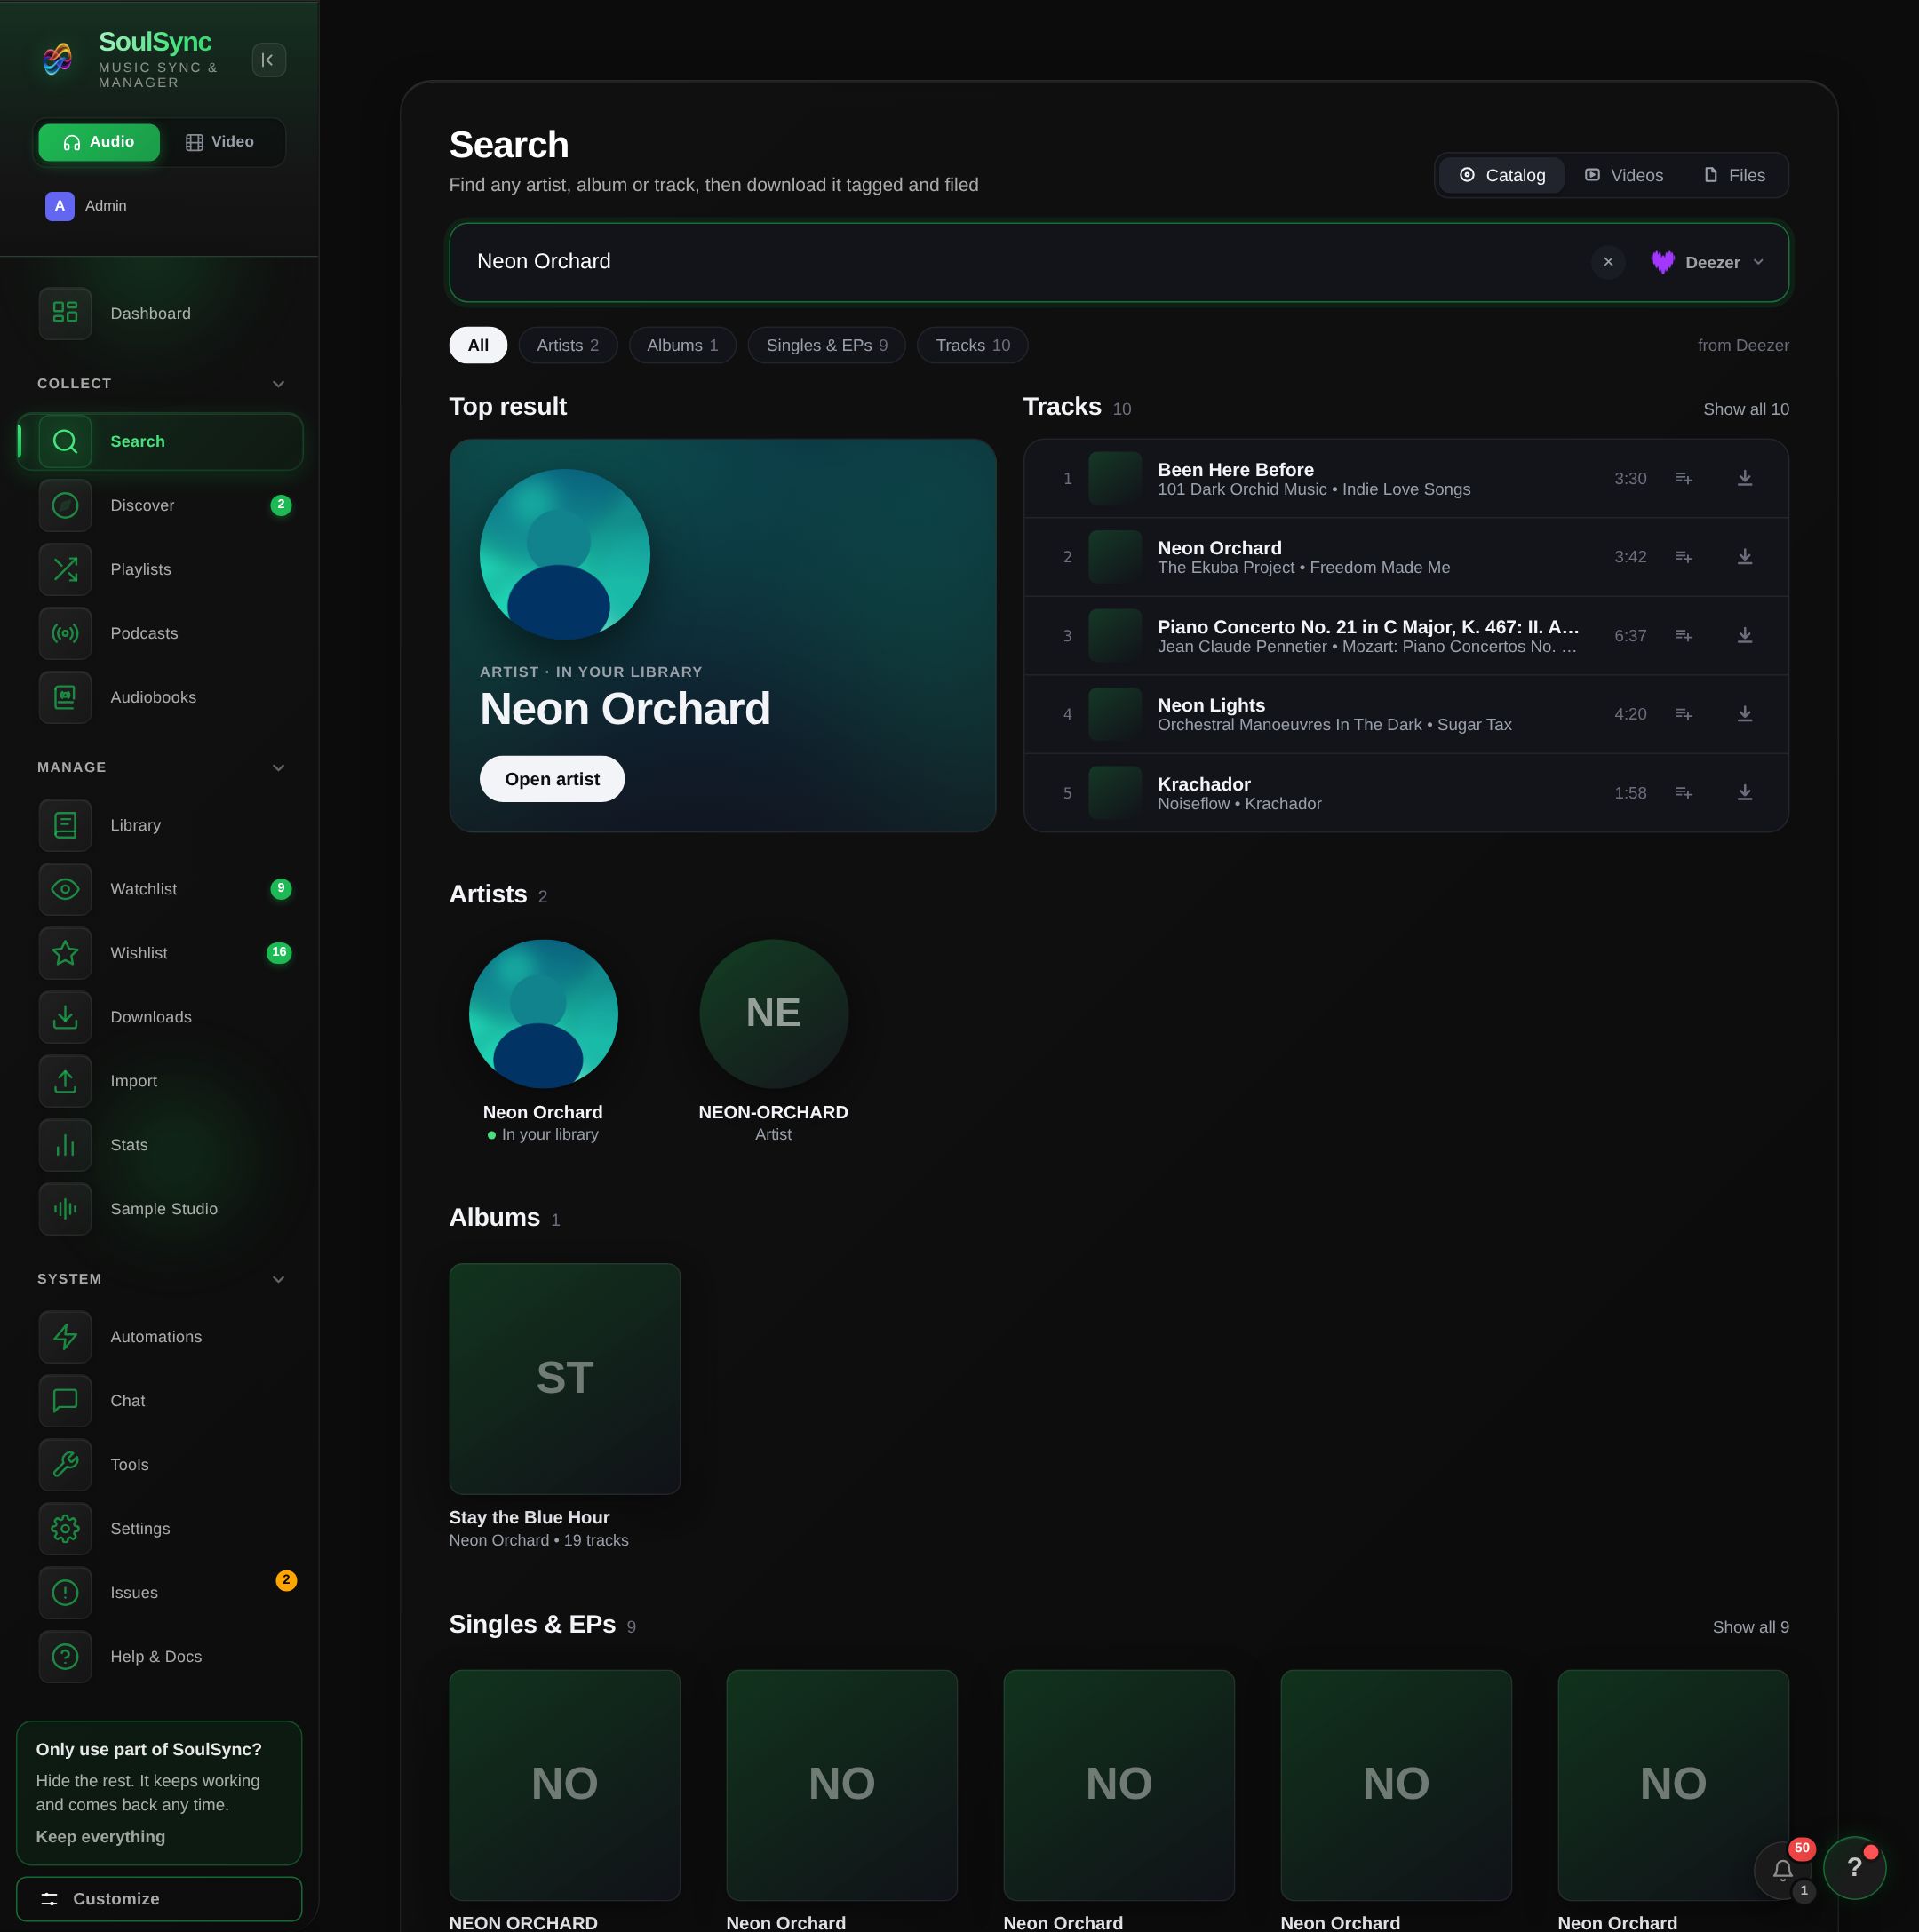 SoulSync
MUSIC SYNC &
MANAGER
Audio
Video
A
Admin
Dashboard
COLLECT
Search
Discover
2
Playlists
Podcasts
Audiobooks
MANAGE
Library
Watchlist
9
Wishlist
16
Downloads
Import
Stats
Sample Studio
SYSTEM
Automations
Chat
Tools
Settings
Issues
2
Help & Docs
Only use part of SoulSync?
Hide the rest. It keeps working
and comes back any time.
Keep everything
Customize
Search
Find any artist, album or track, then download it tagged and filed
Catalog
Videos
Files
Neon Orchard
Deezer
All
Artists 2
Albums 1
Singles & EPs 9
Tracks 10
from Deezer
Top result
ARTIST · IN YOUR LIBRARY
Neon Orchard
Open artist
Tracks 10
Show all 10
1
Been Here Before
3:30
101 Dark Orchid Music • Indie Love Songs
2
Neon Orchard
3:42
The Ekuba Project • Freedom Made Me
3
Piano Concerto No. 21 in C Major, K. 467: II. A…
6:37
Jean Claude Pennetier • Mozart: Piano Concertos No. …
4
Neon Lights
4:20
Orchestral Manoeuvres In The Dark • Sugar Tax
5
Krachador
1:58
Noiseflow • Krachador
Artists 2
NE
Neon Orchard
In your library
NEON-ORCHARD
Artist
Albums 1
ST
Stay the Blue Hour
Neon Orchard • 19 tracks
Singles & EPs 9
Show all 9
NO
NO
NO
NO
NO
NEON ORCHARD
Neon Orchard
Neon Orchard
Neon Orchard
Neon Orchard
50
1
?